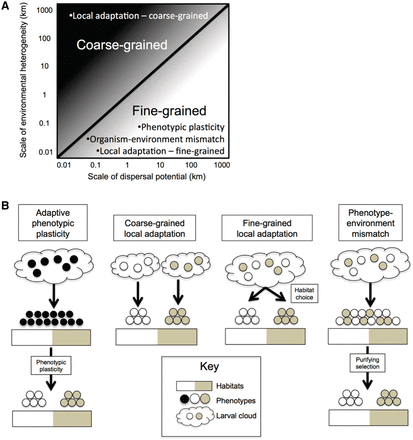 A
Scale of environmental heterogeneity (km)
1000
100
10
1
0.1
0.01
•Local adaptation – coarse-grained
Coarse-grained
Fine-grained
•Phenotypic plasticity
•Organism-environment mismatch
•Local adaptation – fine-grained
0.01
0.1
1
10
100
1000
Scale of dispersal potential (km)
B
Adaptive
phenotypic
plasticity
Coarse-grained
local adaptation
Fine-grained
local adaptation
Phenotype-
environment
mismatch
Habitat
choice
Phenotypic
plasticity
Purifying
selection
Key
Habitats
Phenotypes
Larval cloud